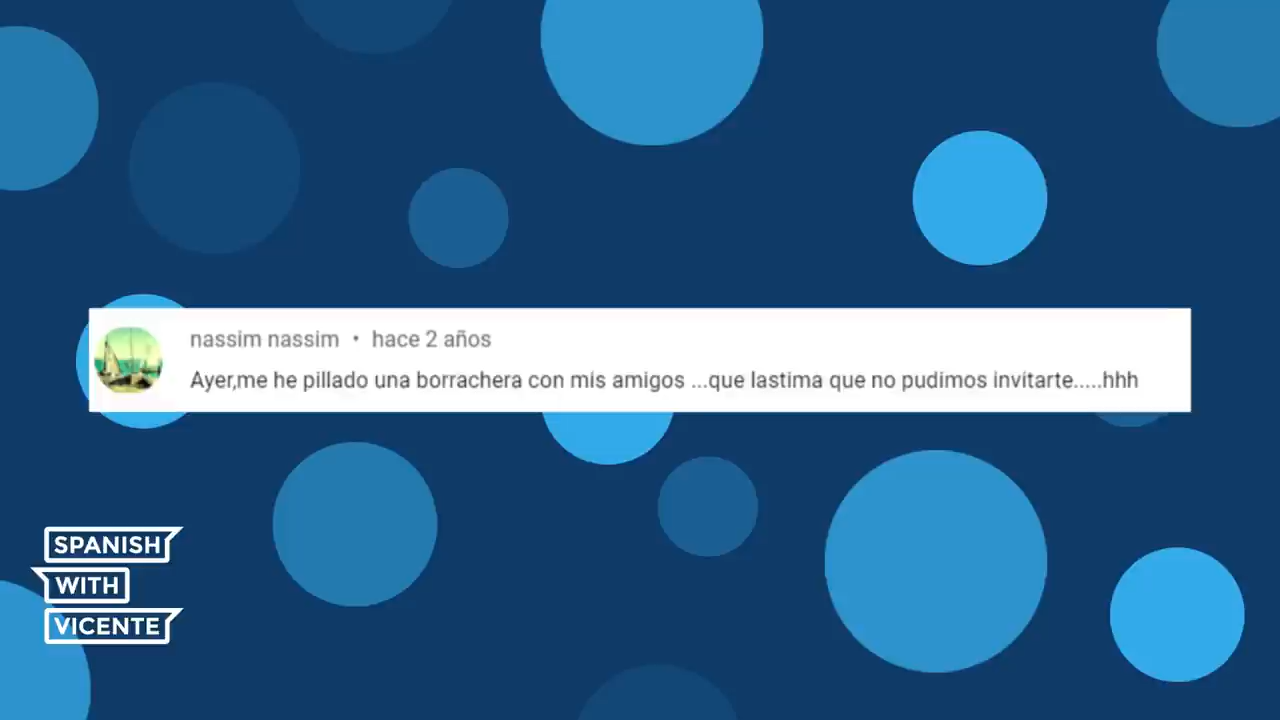 nassim nassim • hace 2 años
Ayer,me he pillado una borrachera con mis amigos ...que lastima que no pudimos invitarte.....hhh
SPANISH
WITH
VICENTE